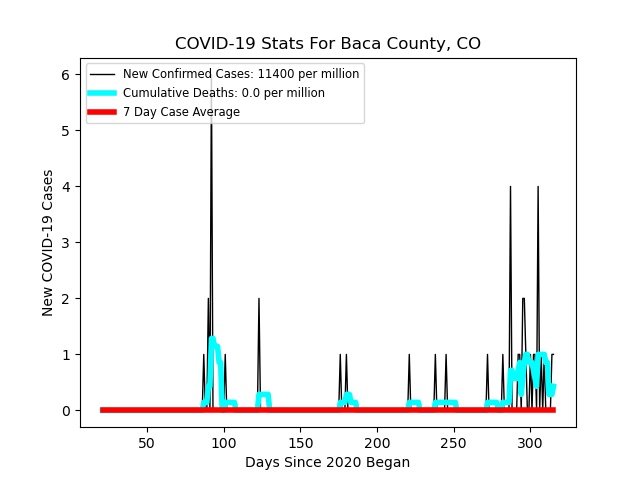 COVID-19 Stats For Baca County, CO
New Confirmed Cases: 11400 per million
Cumulative Deaths: 0.0 per million
7 Day Case Average
6
5
4
3
2
1
0
New COVID-19 Cases
50 100 150 200 250 300
Days Since 2020 Began